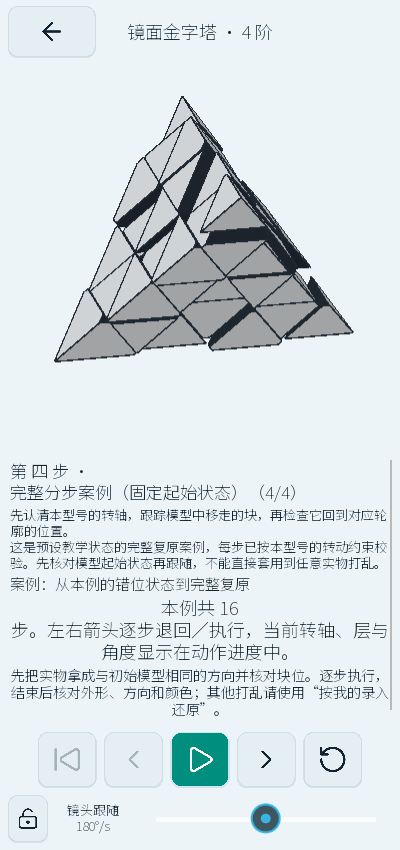 镜面金字塔 · 4 阶
第 四 步 ·
完整分步案例（固定起始状态）（4/4）
先认清本型号的转轴，跟踪模型中移走的块，再检查它回到对应轮
廓的位置。
这是预设教学状态的完整复原案例，每步已按本型号的转动约束校
验。先核对模型起始状态再跟随，不能直接套用到任意实物打乱。
案例：从本例的错位状态到完整复原
本例共 16
步。左右箭头逐步退回／执行，当前转轴、层与
角度显示在动作进度中。
先把实物拿成与初始模型相同的方向并核对块位。逐步执行，
结束后核对外形、方向和颜色；其他打乱请使用“按我的录入
还原”。
镜头跟随
180°/s